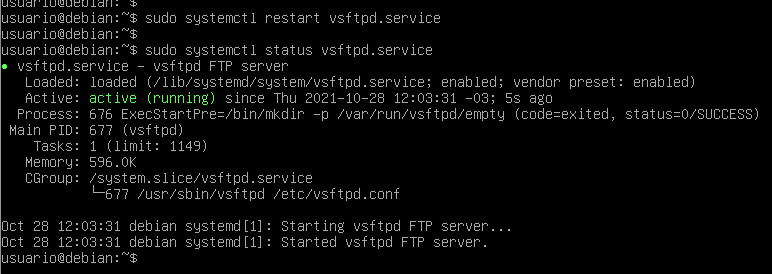 usuario@debian:~$
usuario@debian:~$ sudo systemctl restart vsftpd.service
usuario@debian:~$
usuario@debian:~$ sudo systemctl status vsftpd.service
● vsftpd.service – vsftpd FTP server
Loaded: loaded (/lib/systemd/system/vsftpd.service; enabled; vendor preset: enabled)
Active: active (running) since Thu 2021-10-28 12:03:31 -03; 5s ago
Process: 676 ExecStartPre=/bin/mkdir -p /var/run/vsftpd/empty (code=exited, status=0/SUCCESS)
Main PID: 677 (vsftpd)
Tasks: 1 (limit: 1149)
Memory: 596.0K
CGroup: /system.slice/vsftpd.service
└─677 /usr/sbin/vsftpd /etc/vsftpd.conf
Oct 28 12:03:31 debian systemd[1]: Starting vsftpd FTP server...
Oct 28 12:03:31 debian systemd[1]: Started vsftpd FTP server.
usuario@debian:~$